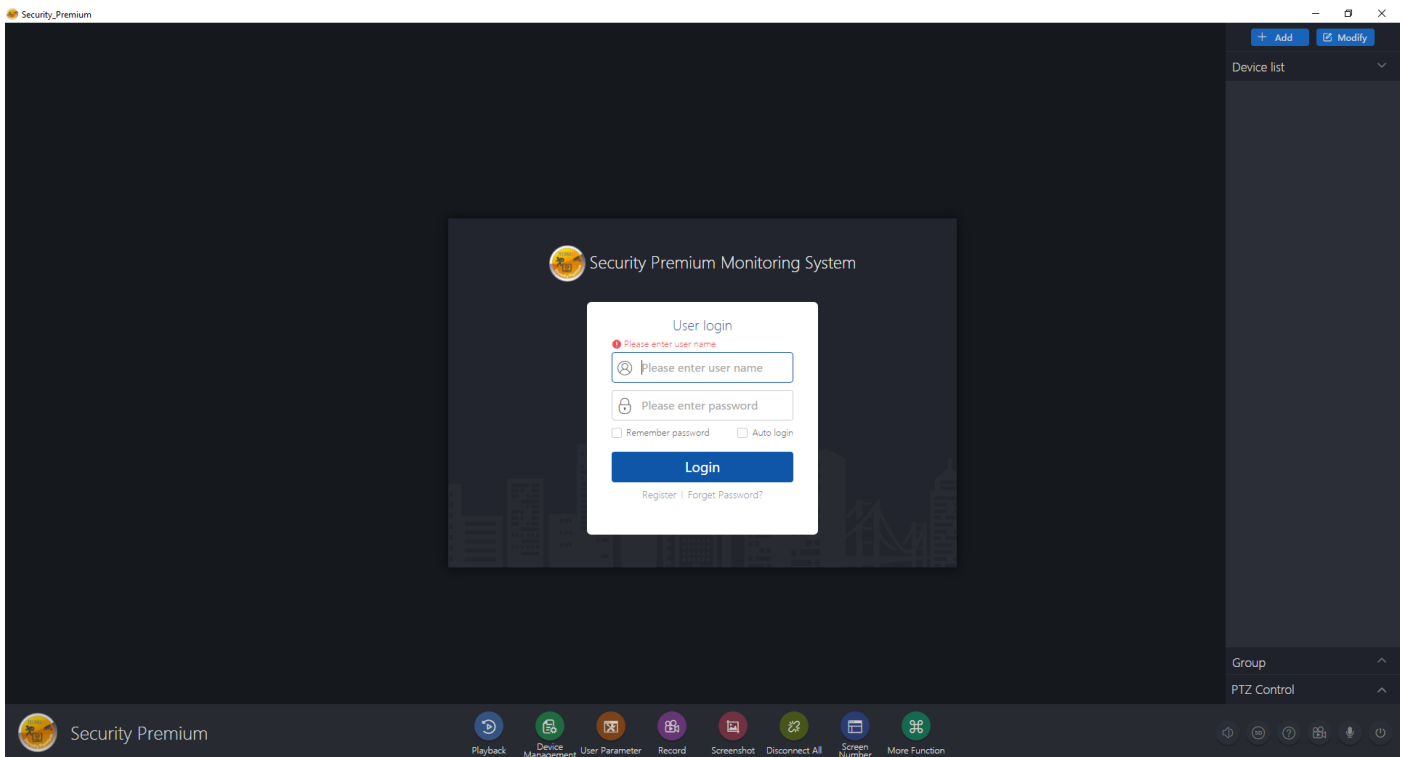 Security_Premium
+ Add
Modify
Device list
Security Premium Monitoring System
User login
Please enter user name
Please enter user name
Please enter password
Remember password
Auto login
Login
Register | Forget Password?
Group
PTZ Control
Security Premium
Playback
Device Management
User Parameter
Record
Screenshot
Disconnect All
Screen Number
More Function